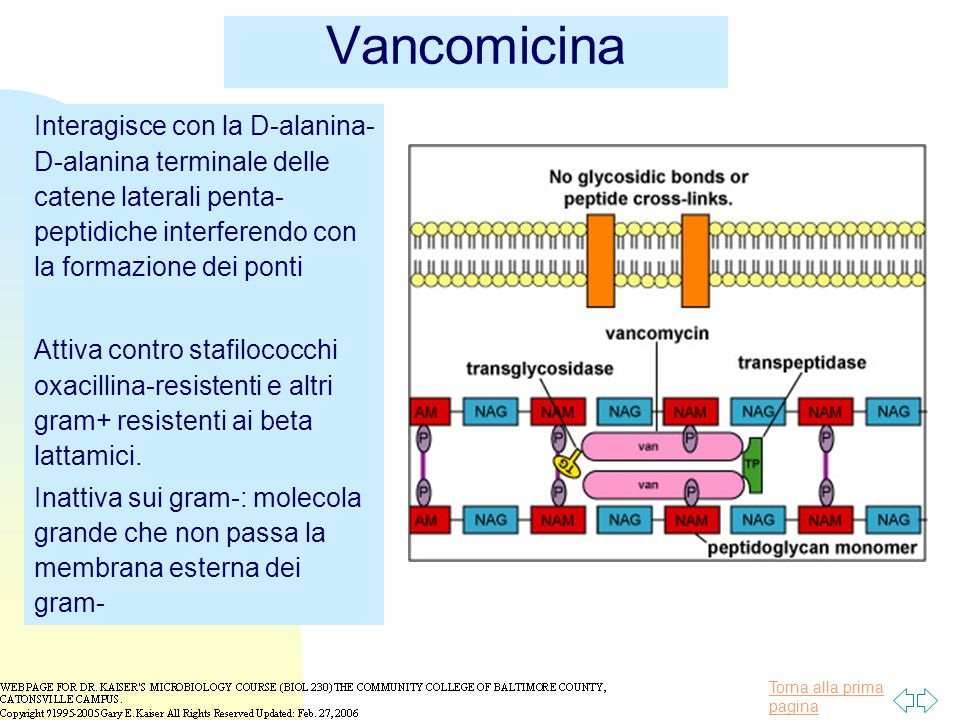 Vancomicina
Interagisce con la D-alanina-
D-alanina terminale delle
catene laterali penta-
peptidiche interferendo con
la formazione dei ponti
Attiva contro stafilococchi
oxacillina-resistenti e altri
gram+ resistenti ai beta
lattamici.
Inattiva sui gram-: molecola
grande che non passa la
membrana esterna dei
gram-
No glycosidic bonds or
peptide cross-links.
vancomycin
transglycosidase
transpeptidase
AM NAG NAM NAG NAM NAG NAM NAG
P P P P
van
TG
TP
van
P P P P
AM NAG NAM NAG NAM NAG NAM NAG
peptidoglycan monomer
WEBPAGE FOR DR. KAISER'S MICROBIOLOGY COURSE (BIOL 230) THE COMMUNITY COLLEGE OF BALTIMORE COUNTY,
CATONSVILLE CAMPUS.
Copyright ?1995-2005 Gary E. Kaiser All Rights Reserved Updated: Feb. 27, 2006
Torna alla prima
pagina